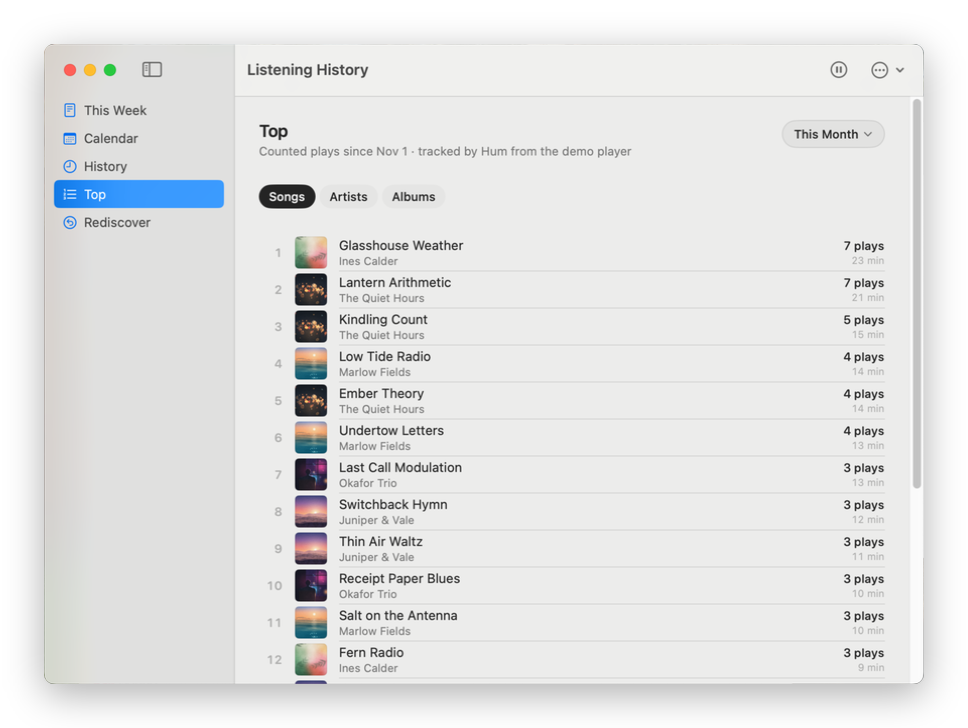 Listening History
This Week
Calendar
History
Top
Rediscover
Top
This Month
Counted plays since Nov 1 - tracked by Hum from the demo player
Songs
Artists
Albums
1
Glasshouse Weather
7 plays
Ines Calder
23 min
2
Lantern Arithmetic
7 plays
The Quiet Hours
21 min
3
Kindling Count
5 plays
The Quiet Hours
15 min
4
Low Tide Radio
4 plays
Marlow Fields
14 min
5
Ember Theory
4 plays
The Quiet Hours
14 min
6
Undertow Letters
4 plays
Marlow Fields
13 min
7
Last Call Modulation
3 plays
Okafor Trio
13 min
8
Switchback Hymn
3 plays
Juniper & Vale
12 min
9
Thin Air Waltz
3 plays
Juniper & Vale
11 min
10
Receipt Paper Blues
3 plays
Okafor Trio
10 min
11
Salt on the Antenna
3 plays
Marlow Fields
10 min
12
Fern Radio
3 plays
Ines Calder
9 min